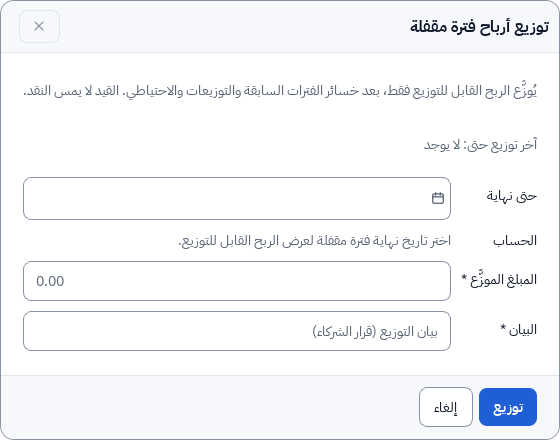 توزيع أرباح فترة مقفلة
يُوزَّع الربح القابل للتوزيع فقط، بعد خسائر الفترات السابقة والتوزيعات والاحتياطي. القيد لا يمس النقد.
آخر توزيع حتى: لا يوجد
حتى نهاية
الحساب
اختر تاريخ نهاية فترة مقفلة لعرض الربح القابل للتوزيع.
المبلغ الموزَّع *
0.00
البيان *
بيان التوزيع (قرار الشركاء)
توزيع
إلغاء